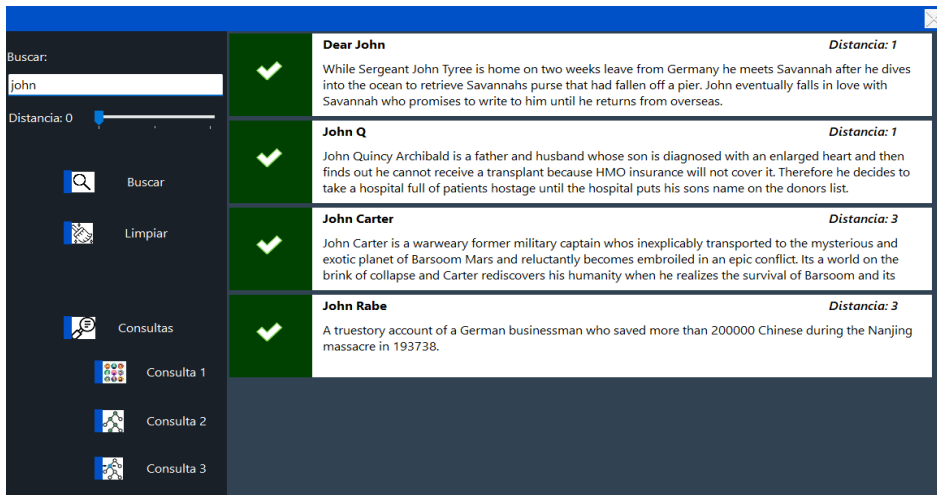 Buscar:
john
Distancia: 0
Buscar
Limpiar
Consultas
Consulta 1
Consulta 2
Consulta 3
Dear John Distancia: 1
While Sergeant John Tyree is home on two weeks leave from Germany he meets Savannah after he dives
into the ocean to retrieve Savannahs purse that had fallen off a pier. John eventually falls in love with
Savannah who promises to write to him until he returns from overseas.
John Q Distancia: 1
John Quincy Archibald is a father and husband whose son is diagnosed with an enlarged heart and then
finds out he cannot receive a transplant because HMO insurance will not cover it. Therefore he decides to
take a hospital full of patients hostage until the hospital puts his sons name on the donors list.
John Carter Distancia: 3
John Carter is a warweary former military captain whos inexplicably transported to the mysterious and
exotic planet of Barsoom Mars and reluctantly becomes embroiled in an epic conflict. Its a world on the
brink of collapse and Carter rediscovers his humanity when he realizes the survival of Barsoom and its
John Rabe Distancia: 3
A truestory account of a German businessman who saved more than 200000 Chinese during the Nanjing
massacre in 193738.